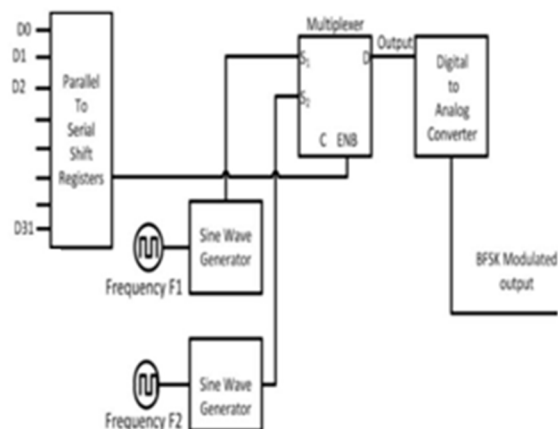 D0
D1
D2
D31
Parallel
To
Serial
Shift
Registers
Multiplexer
S1
S2
D
C ENB
Output
Digital
to
Analog
Converter
Sine Wave
Generator
Frequency F1
Sine Wave
Generator
Frequency F2
BFSK Modulated
output